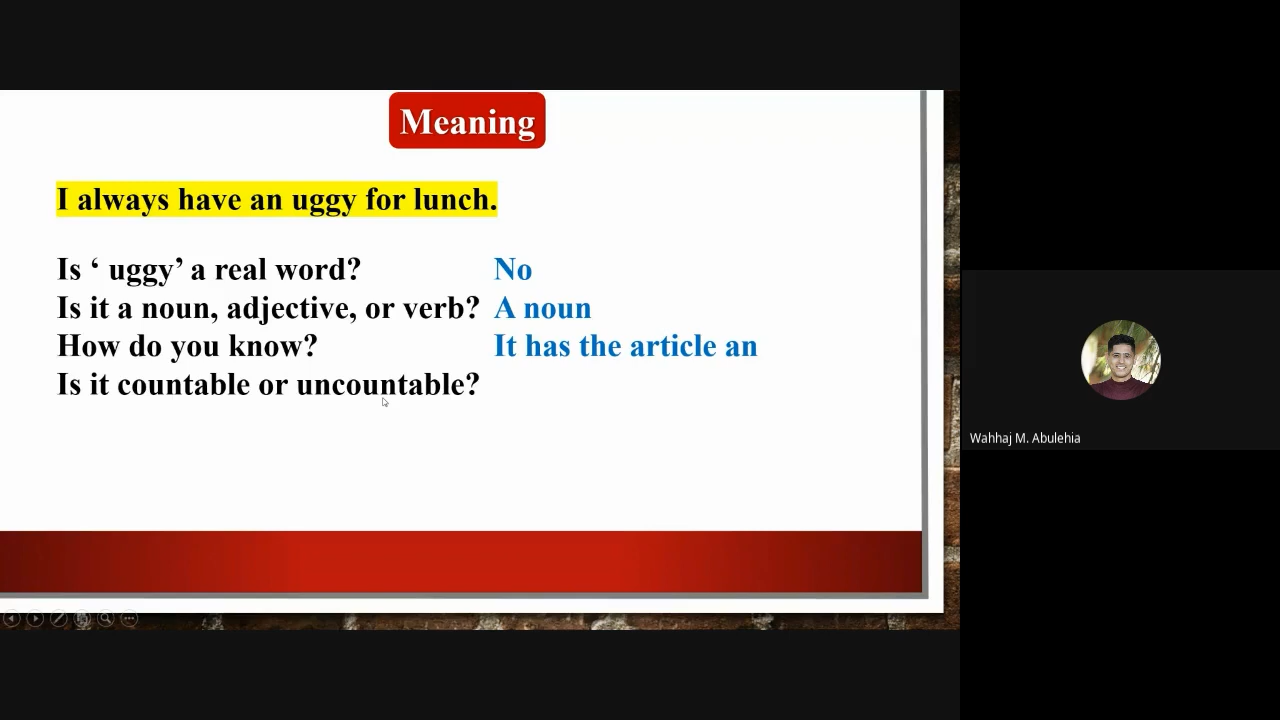 Meaning
I always have an uggy for lunch.
Is ‘ uggy’ a real word? No
Is it a noun, adjective, or verb? A noun
How do you know? It has the article an
Is it countable or uncountable?
Wahhaj M. Abulehia